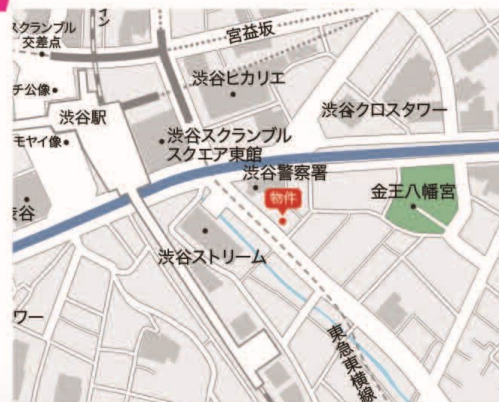 スクランブル
交差点
イン
宮益坂
渋谷ヒカリエ
チ公像
渋谷駅
渋谷クロスタワー
モヤイ像
渋谷スクランブル
スクエア東館
渋谷警察署
物件
金王八幡宮
渋谷
渋谷ストリーム
ワー
東急東横線